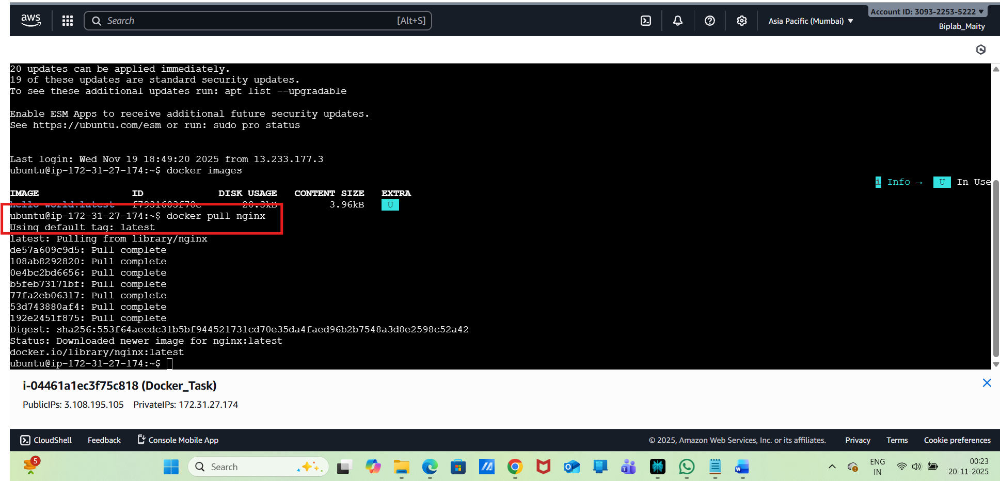 aws
Search [Alt+S]
Asia Pacific (Mumbai)
Account ID: 3093-2253-5222
Biplab_Maity
20 updates can be applied immediately.
19 of these updates are standard security updates.
To see these additional updates run: apt list --upgradable
Enable ESM Apps to receive additional future security updates.
See https://ubuntu.com/esm or run: sudo pro status
Last login: Wed Nov 19 18:49:20 2025 from 13.233.177.3
ubuntu@ip-172-31-27-174:~$ docker images
i Info → U In Use
IMAGE ID DISK USAGE CONTENT SIZE EXTRA
hello-world:latest f7931603f70e 20.3kB 3.96kB U
ubuntu@ip-172-31-27-174:~$ docker pull nginx
Using default tag: latest
latest: Pulling from library/nginx
de57a609c9d5: Pull complete
108ab8292820: Pull complete
0e4bc2bd6656: Pull complete
b5feb73171bf: Pull complete
77fa2eb06317: Pull complete
53d743880af4: Pull complete
192e2451f875: Pull complete
Digest: sha256:553f64aecdc31b5bf944521731cd70e35da4faed96b2b7548a3d8e2598c52a42
Status: Downloaded newer image for nginx:latest
docker.io/library/nginx:latest
ubuntu@ip-172-31-27-174:~$
i-04461a1ec3f75c818 (Docker_Task)
PublicIPs: 3.108.195.105 PrivateIPs: 172.31.27.174
CloudShell Feedback Console Mobile App © 2025, Amazon Web Services, Inc. or its affiliates. Privacy Terms Cookie preferences
5
Search
ENG
IN
00:23
20-11-2025